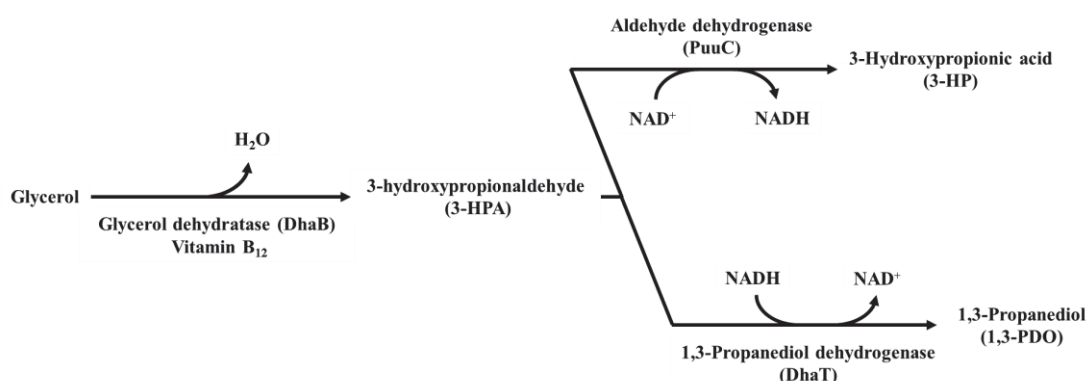 Aldehyde dehydrogenase
(PuuC)
3-Hydroxypropionic acid
(3-HP)
NAD⁺
NADH
H₂O
Glycerol
3-hydroxypropionaldehyde
(3-HPA)
Glycerol dehydratase (DhaB)
Vitamin B₁₂
NADH
NAD⁺
1,3-Propanediol
(1,3-PDO)
1,3-Propanediol dehydrogenase
(DhaT)